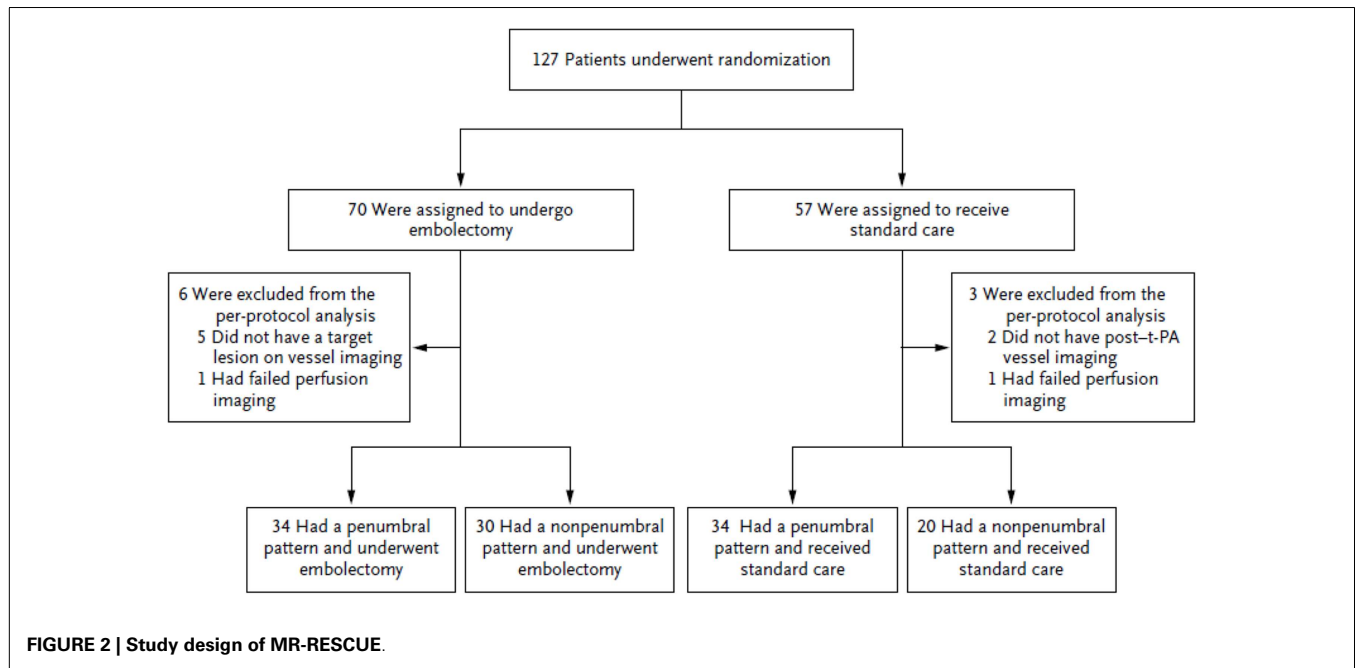 127 Patients underwent randomization
70 Were assigned to undergo
embolectomy
57 Were assigned to receive
standard care
6 Were excluded from the
per-protocol analysis
5 Did not have a target
lesion on vessel imaging
1 Had failed perfusion
imaging
3 Were excluded from the
per-protocol analysis
2 Did not have post–t-PA
vessel imaging
1 Had failed perfusion
imaging
34 Had a penumbral
pattern and underwent
embolectomy
30 Had a nonpenumbral
pattern and underwent
embolectomy
34 Had a penumbral
pattern and received
standard care
20 Had a nonpenumbral
pattern and received
standard care
FIGURE 2 | Study design of MR-RESCUE.